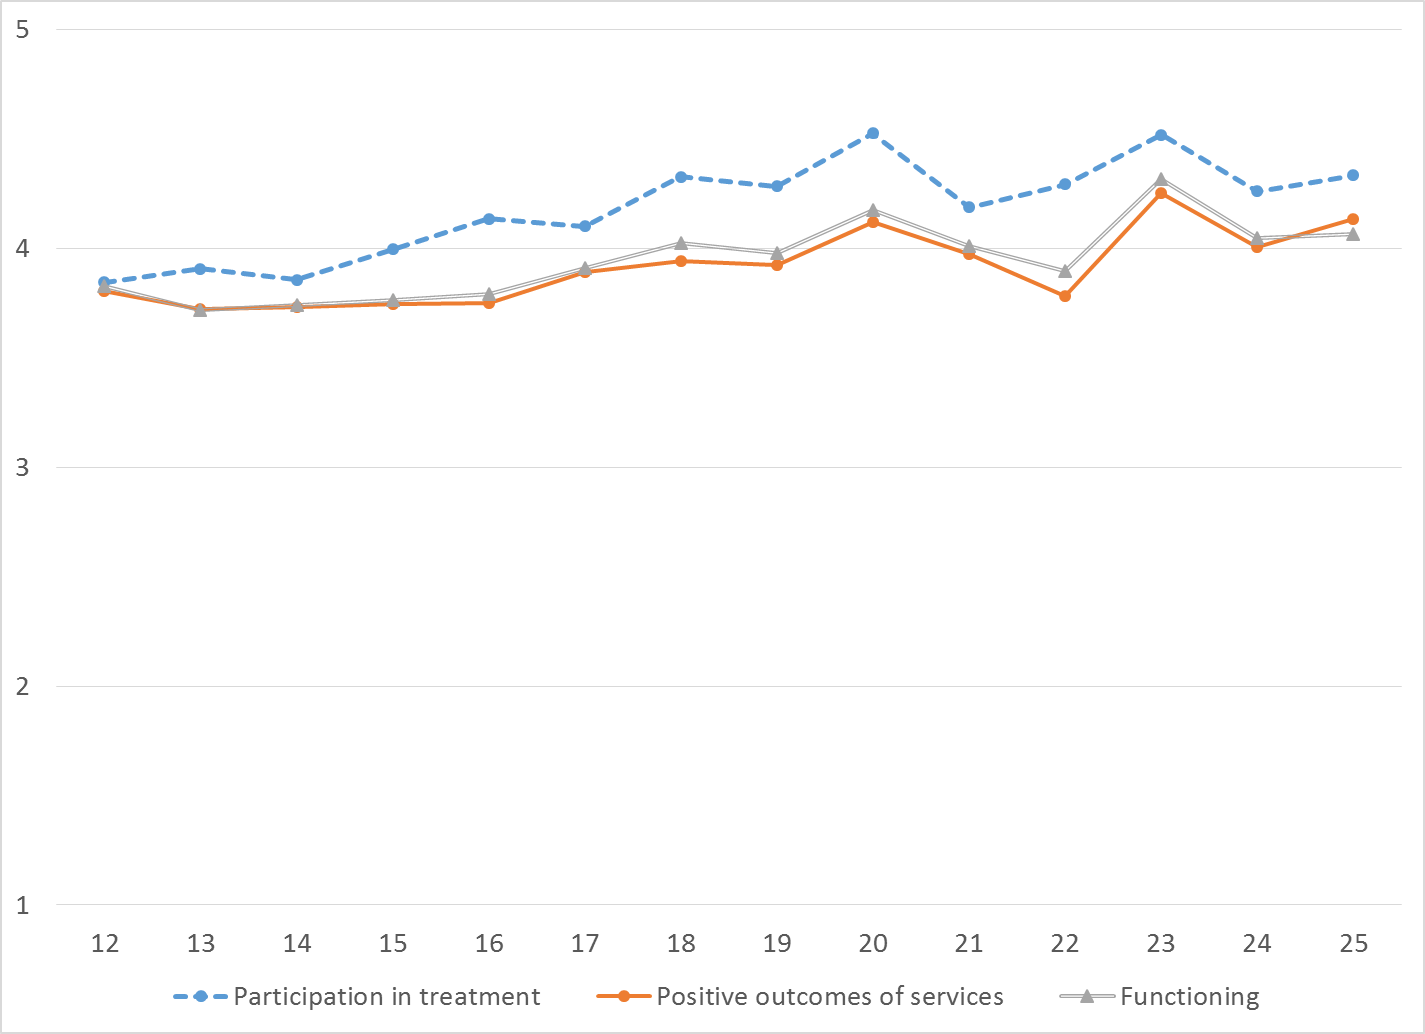 5
4
3
2
1
12 13 14 15 16 17 18 19 20 21 22 23 24 25
Participation in treatment Positive outcomes of services Functioning